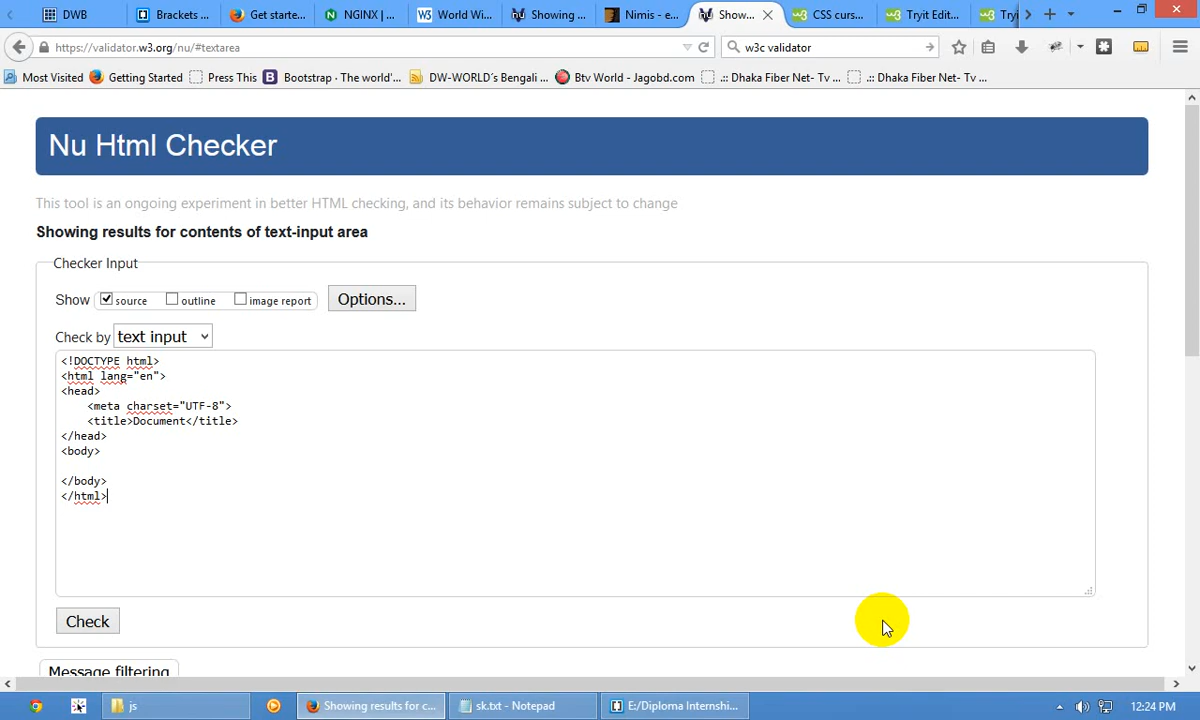 DWB
Brackets ...
Get starte...
NGINX | ...
World Wi...
Showing ...
Nimis - e...
Show...
CSS curs...
Tryit Edit...
Tryi
https://validator.w3.org/nu/#textarea
w3c validator
Most Visited
Getting Started
Press This
Bootstrap · The world'...
DW-WORLD´s Bengali ...
Btv World - Jagobd.com
.:: Dhaka Fiber Net- Tv ...
.:: Dhaka Fiber Net- Tv ...
Nu Html Checker
This tool is an ongoing experiment in better HTML checking, and its behavior remains subject to change
Showing results for contents of text-input area
Checker Input
Show source outline image report Options...
Check by text input
<!DOCTYPE html>
<html lang="en">
<head>
<meta charset="UTF-8">
<title>Document</title>
</head>
<body>
</body>
</html>
Check
Message filtering
js
Showing results for c...
sk.txt - Notepad
E:/Diploma Internshi...
12:24 PM